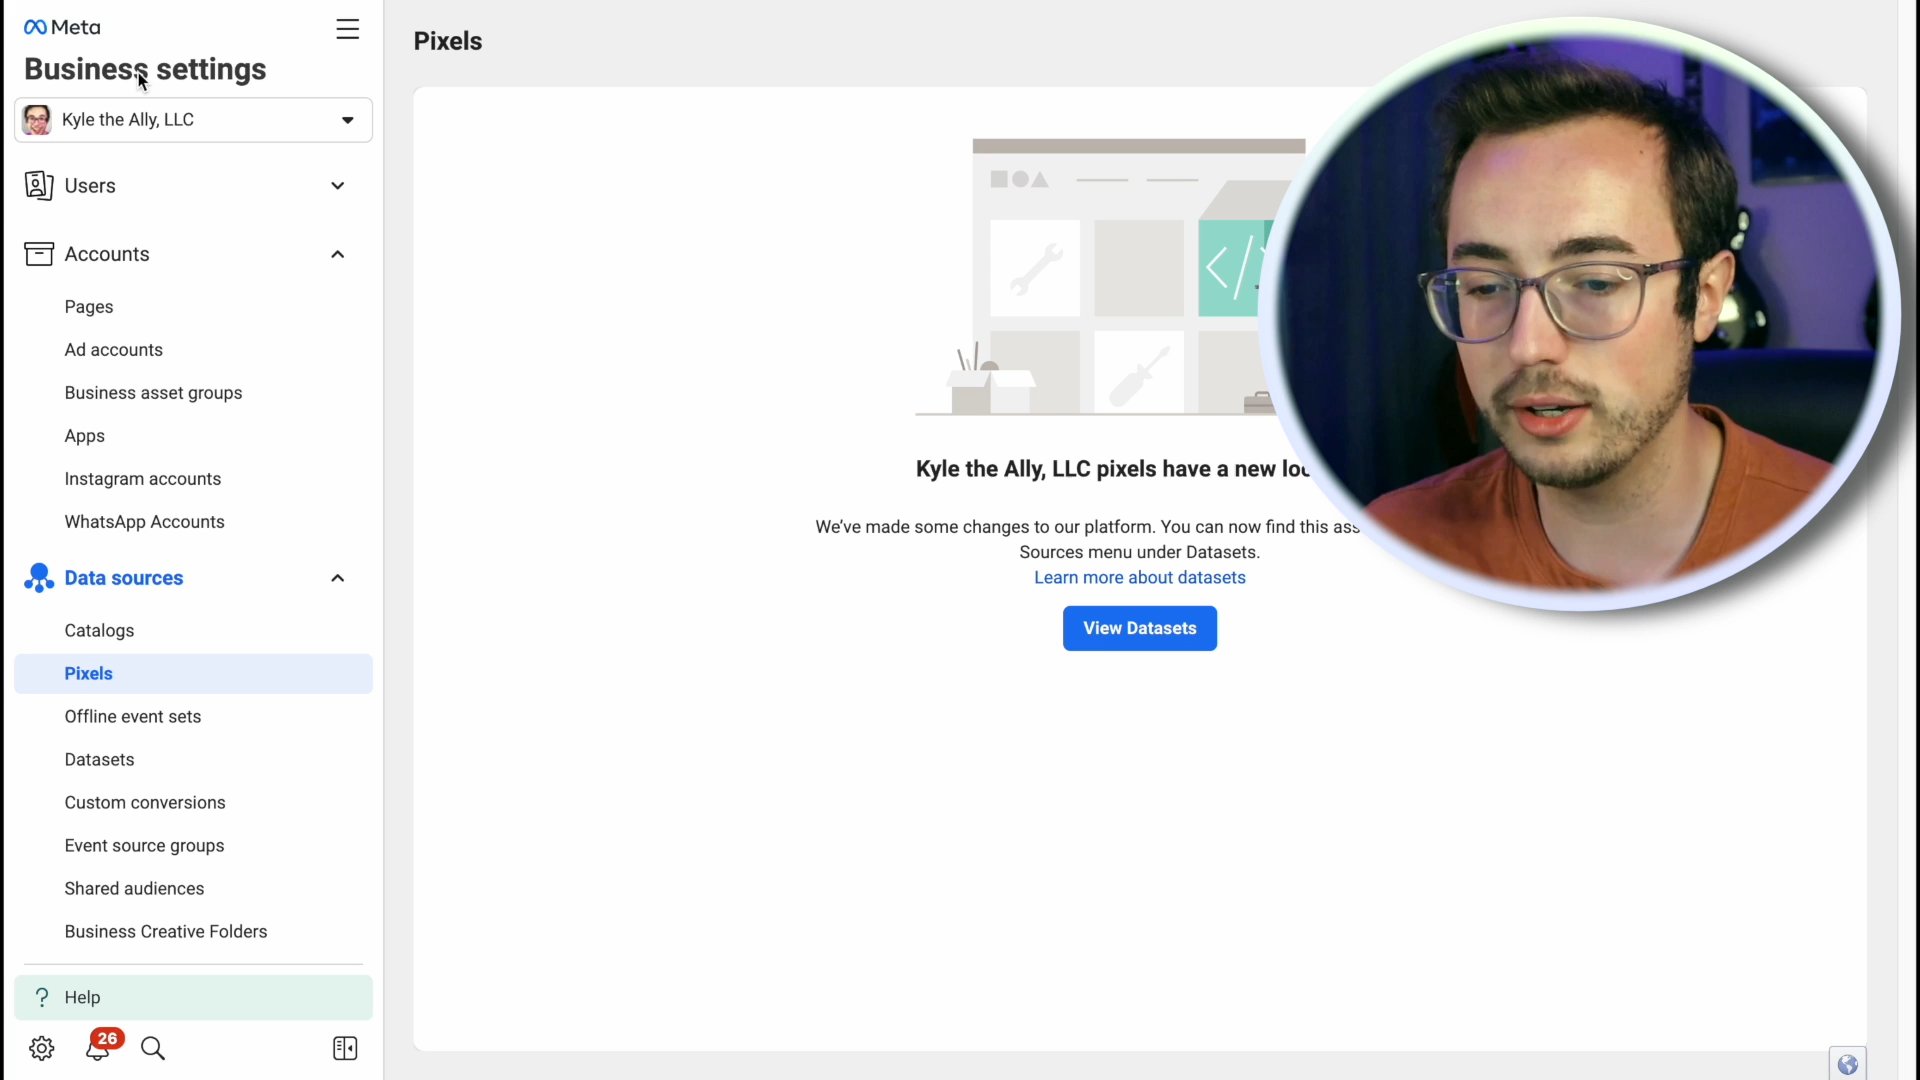 Meta
Business settings
Kyle the Ally, LLC
Users
Accounts
Pages
Ad accounts
Business asset groups
Apps
Instagram accounts
WhatsApp Accounts
Data sources
Catalogs
Pixels
Offline event sets
Datasets
Custom conversions
Event source groups
Shared audiences
Business Creative Folders
? Help
26
Pixels
</>
Kyle the Ally, LLC pixels have a new
We’ve made some changes to our platform. You can now find this
Sources menu under Datasets.
Learn more about datasets
View Datasets